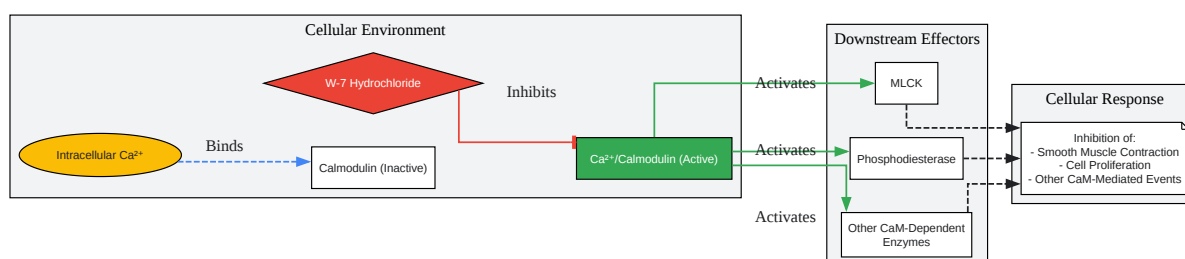 Cellular Environment
W-7 Hydrochloride
Inhibits
Intracellular Ca²⁺
Binds
Calmodulin (Inactive)
Ca²⁺/Calmodulin (Active)
Activates
Activates
Activates
Downstream Effectors
MLCK
Phosphodiesterase
Other CaM-Dependent
Enzymes
Cellular Response
Inhibition of:
- Smooth Muscle Contraction
- Cell Proliferation
- Other CaM-Mediated Events